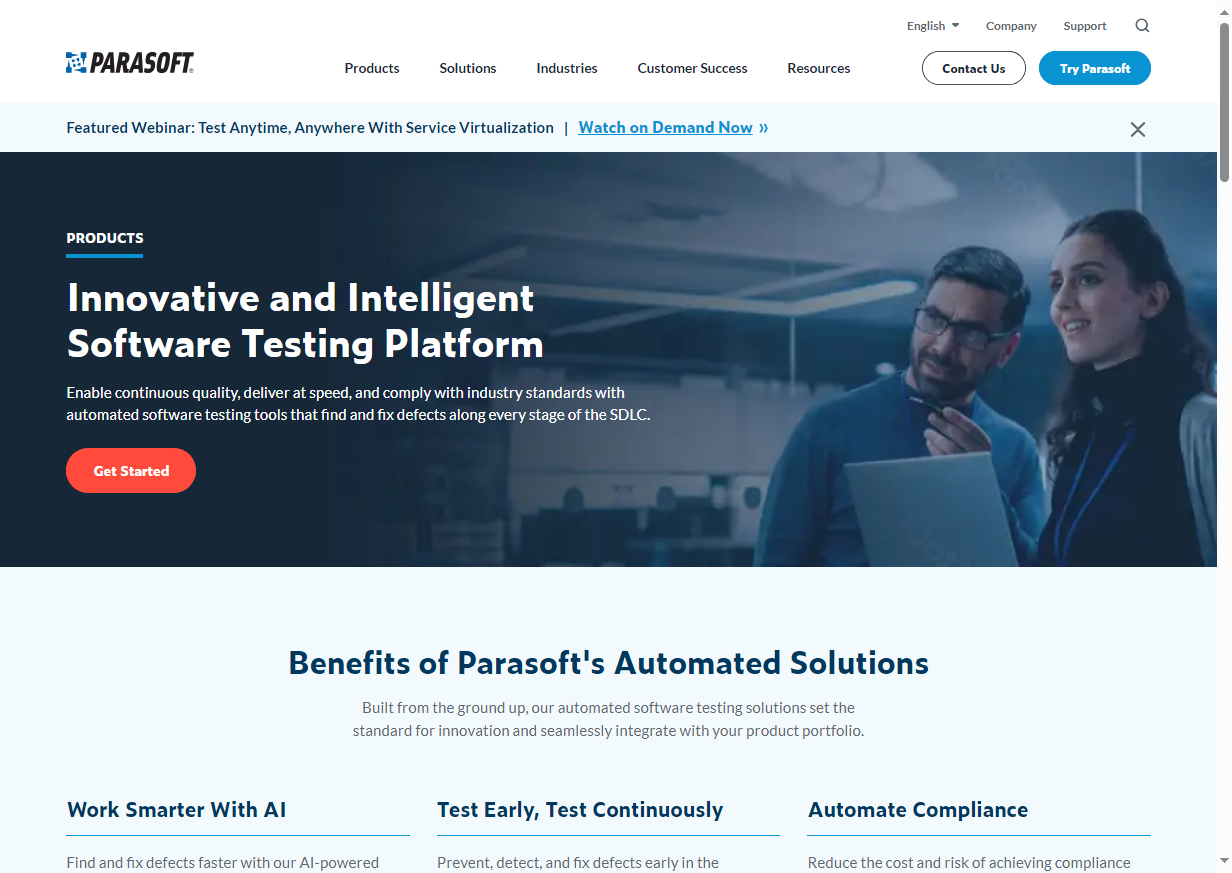 English
Company
Support
PARASOFT
Products
Solutions
Industries
Customer Success
Resources
Contact Us
Try Parasoft
Featured Webinar: Test Anytime, Anywhere With Service Virtualization | Watch on Demand Now »
PRODUCTS
Innovative and Intelligent
Software Testing Platform
Enable continuous quality, deliver at speed, and comply with industry standards with
automated software testing tools that find and fix defects along every stage of the SDLC.
Get Started
Benefits of Parasoft's Automated Solutions
Built from the ground up, our automated software testing solutions set the
standard for innovation and seamlessly integrate with your product portfolio.
Work Smarter With AI
Find and fix defects faster with our AI-powered
Test Early, Test Continuously
Prevent, detect, and fix defects early in the
Automate Compliance
Reduce the cost and risk of achieving compliance